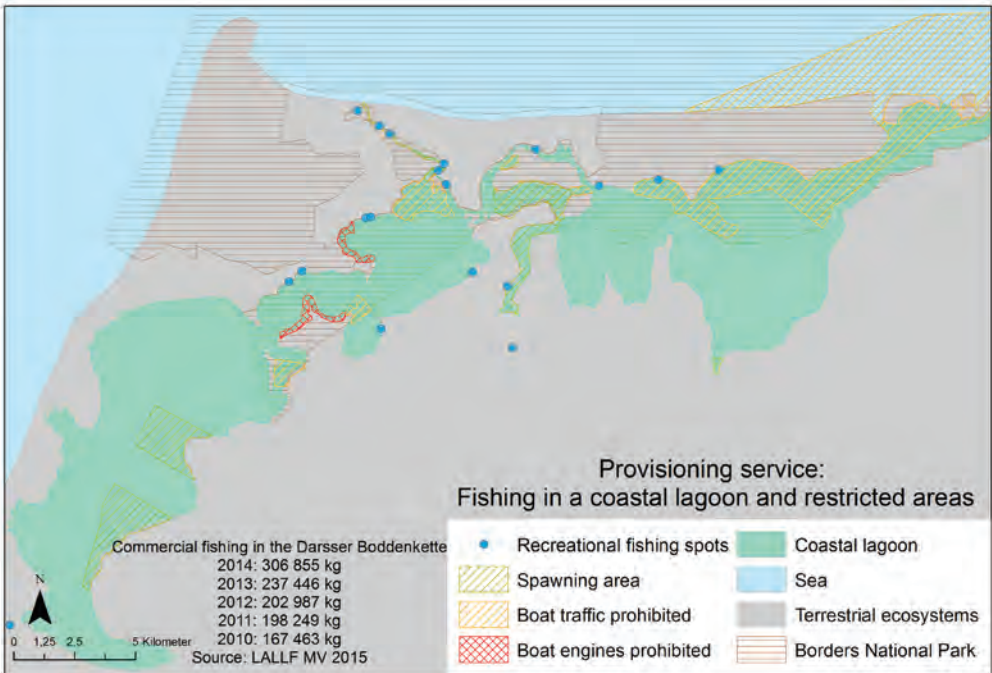 Provisioning service:
Fishing in a coastal lagoon and restricted areas
Recreational fishing spots
Spawning area
Boat traffic prohibited
Boat engines prohibited
Coastal lagoon
Sea
Terrestrial ecosystems
Borders National Park
Commercial fishing in the Darsser Boddenkette
2014: 306 855 kg
2013: 237 446 kg
2012: 202 987 kg
2011: 198 249 kg
2010: 167 463 kg
Source: LALLF MV 2015
N
0 1,25 2,5 5 Kilometer